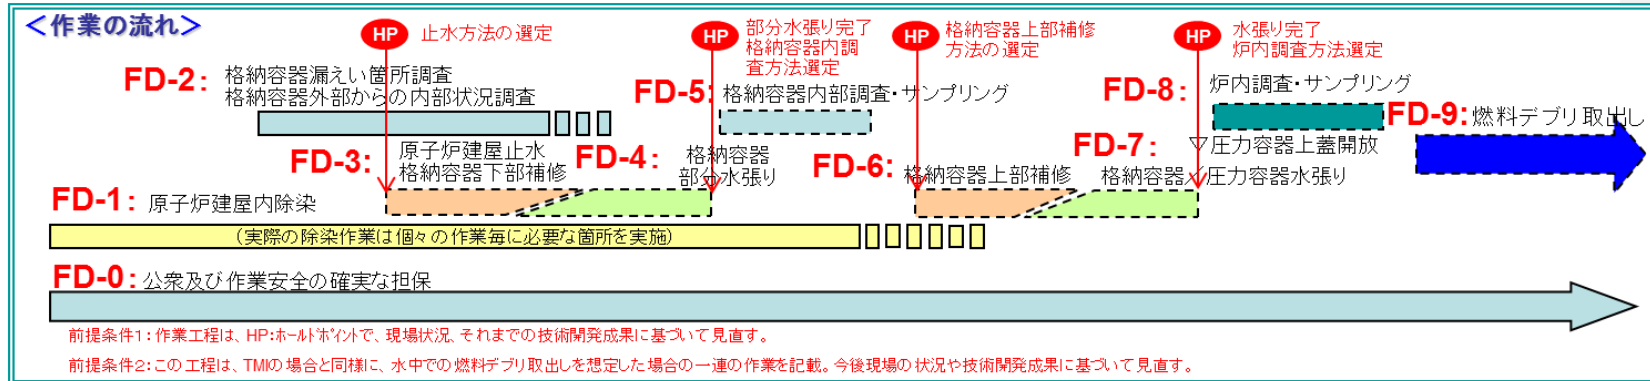 ＜作業の流れ＞
HP 止水方法の選定
HP 部分水張り完了
格納容器内調
査方法選定
HP 格納容器上部補修
方法の選定
HP 水張り完了
炉内調査方法選定
FD-2： 格納容器漏えい箇所調査
格納容器外部からの内部状況調査
FD-5： 格納容器内部調査・サンプリング
FD-8： 炉内調査・サンプリング
FD-9：燃料デブリ取出し
FD-3： 原子炉建屋止水
格納容器下部補修
FD-4： 格納容器
部分水張り
FD-6： 格納容器上部補修
FD-7： ▽圧力容器上蓋開放
格納容器／圧力容器水張り
FD-1： 原子炉建屋内除染
（実際の除染作業は個々の作業毎に必要な箇所を実施）
FD-0：公衆及び作業安全の確実な担保
前提条件1：作業工程は、HP：ホールドポイントで、現場状況、それまでの技術開発成果に基づいて見直す。
前提条件2：この工程は、TMIの場合と同様に、水中での燃料デブリ取出しを想定した場合の一連の作業を記載。今後現場の状況や技術開発成果に基づいて見直す。